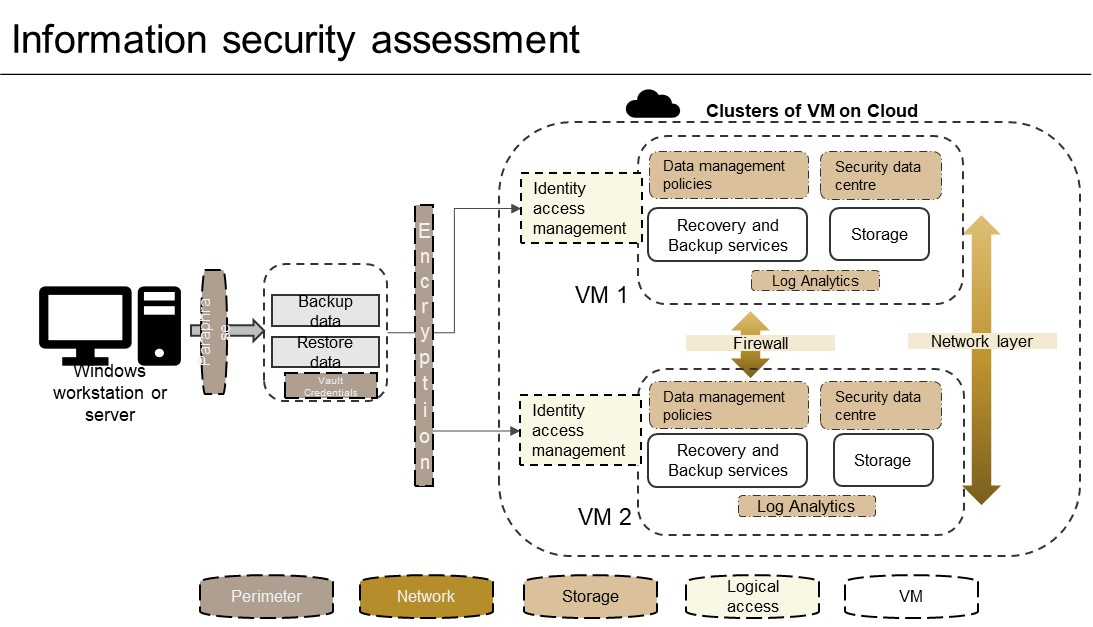 Information security assessment
Clusters of VM on Cloud
Identity
access
management
Data management
policies
Security data
centre
Recovery and
Backup services
Storage
Log Analytics
VM 1
Firewall
Network layer
Windows
workstation or
server
Paraphra
se
Backup
data
Restore
data
Vault
Credentials
Encryption
Identity
access
management
Data management
policies
Security data
centre
Recovery and
Backup services
Storage
Log Analytics
VM 2
Perimeter
Network
Storage
Logical
access
VM